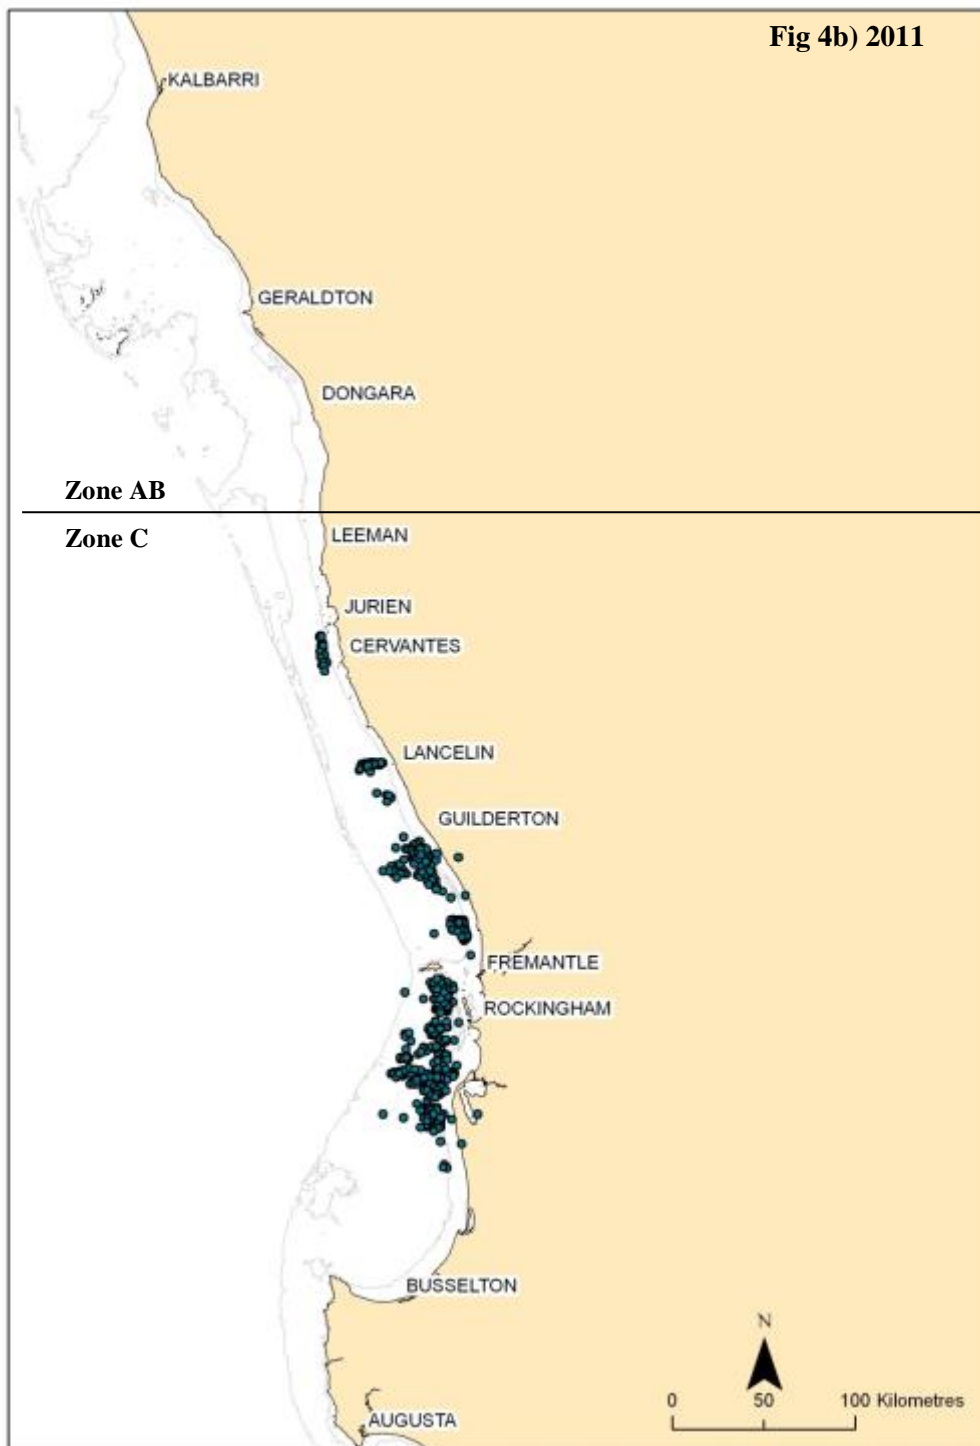 Fig 4b) 2011
KALBARRI
GERALDTON
DONGARA
Zone AB
Zone C
LEEMAN
JURIEN
CERVANTES
LANCELIN
GUILDERTON
FREMANTLE
ROCKINGHAM
BUSSELTON
N
0 50 100 Kilometres
AUGUSTA